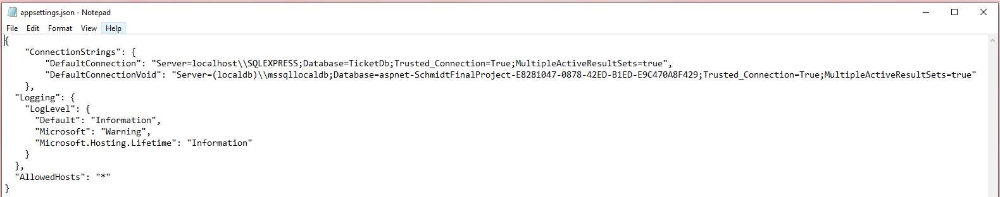 appsettings.json - Notepad
File Edit Format View Help
{
    "ConnectionStrings": {
        "DefaultConnection": "Server=localhost\\SQLEXPRESS;Database=TicketDb;Trusted_Connection=True;MultipleActiveResultSets=true",
        "DefaultConnectionVoid": "Server=(localdb)\\mssqllocaldb;Database=aspnet-SchmidtFinalProject-E8281047-0878-42ED-B1ED-E9C470A8F429;Trusted_Connection=True;MultipleActiveResultSets=true"
    },
  "Logging": {
    "LogLevel": {
      "Default": "Information",
      "Microsoft": "Warning",
      "Microsoft.Hosting.Lifetime": "Information"
    }
  },
  "AllowedHosts": "*"
}